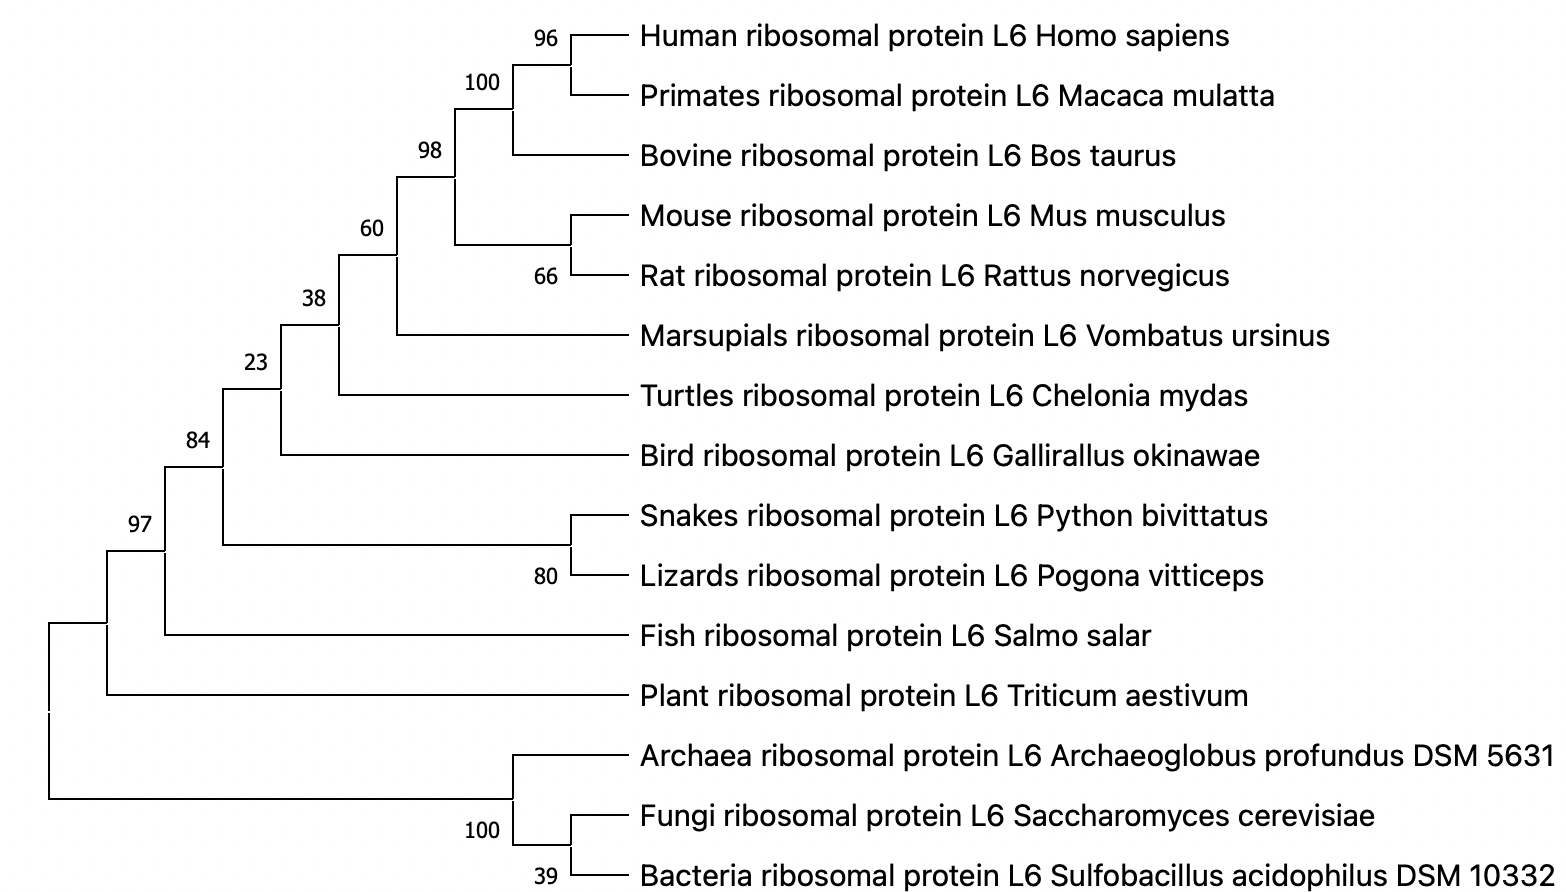 96
Human ribosomal protein L6 Homo sapiens
100
Primates ribosomal protein L6 Macaca mulatta
98
Bovine ribosomal protein L6 Bos taurus
Mouse ribosomal protein L6 Mus musculus
60
66
Rat ribosomal protein L6 Rattus norvegicus
38
Marsupials ribosomal protein L6 Vombatus ursinus
23
Turtles ribosomal protein L6 Chelonia mydas
84
Bird ribosomal protein L6 Gallirallus okinawae
97
Snakes ribosomal protein L6 Python bivittatus
80
Lizards ribosomal protein L6 Pogona vitticeps
Fish ribosomal protein L6 Salmo salar
Plant ribosomal protein L6 Triticum aestivum
Archaea ribosomal protein L6 Archaeoglobus profundus DSM 5631
100
Fungi ribosomal protein L6 Saccharomyces cerevisiae
39
Bacteria ribosomal protein L6 Sulfobacillus acidophilus DSM 10332